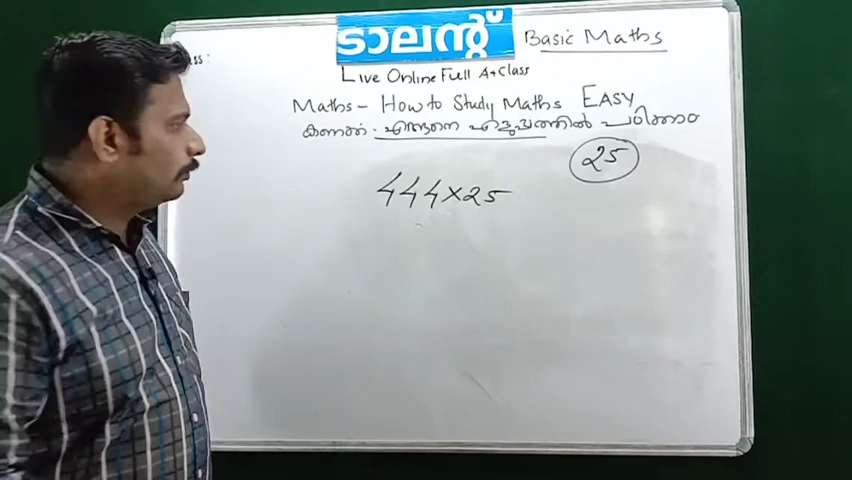 ass:
ടാലന്റ്
Basic Maths
Live Online Full A+ Class
Maths - How to Study Maths EASY
കണക്ക് . എങ്ങനെ എളുപ്പത്തിൽ പഠിക്കാം
25
444×25